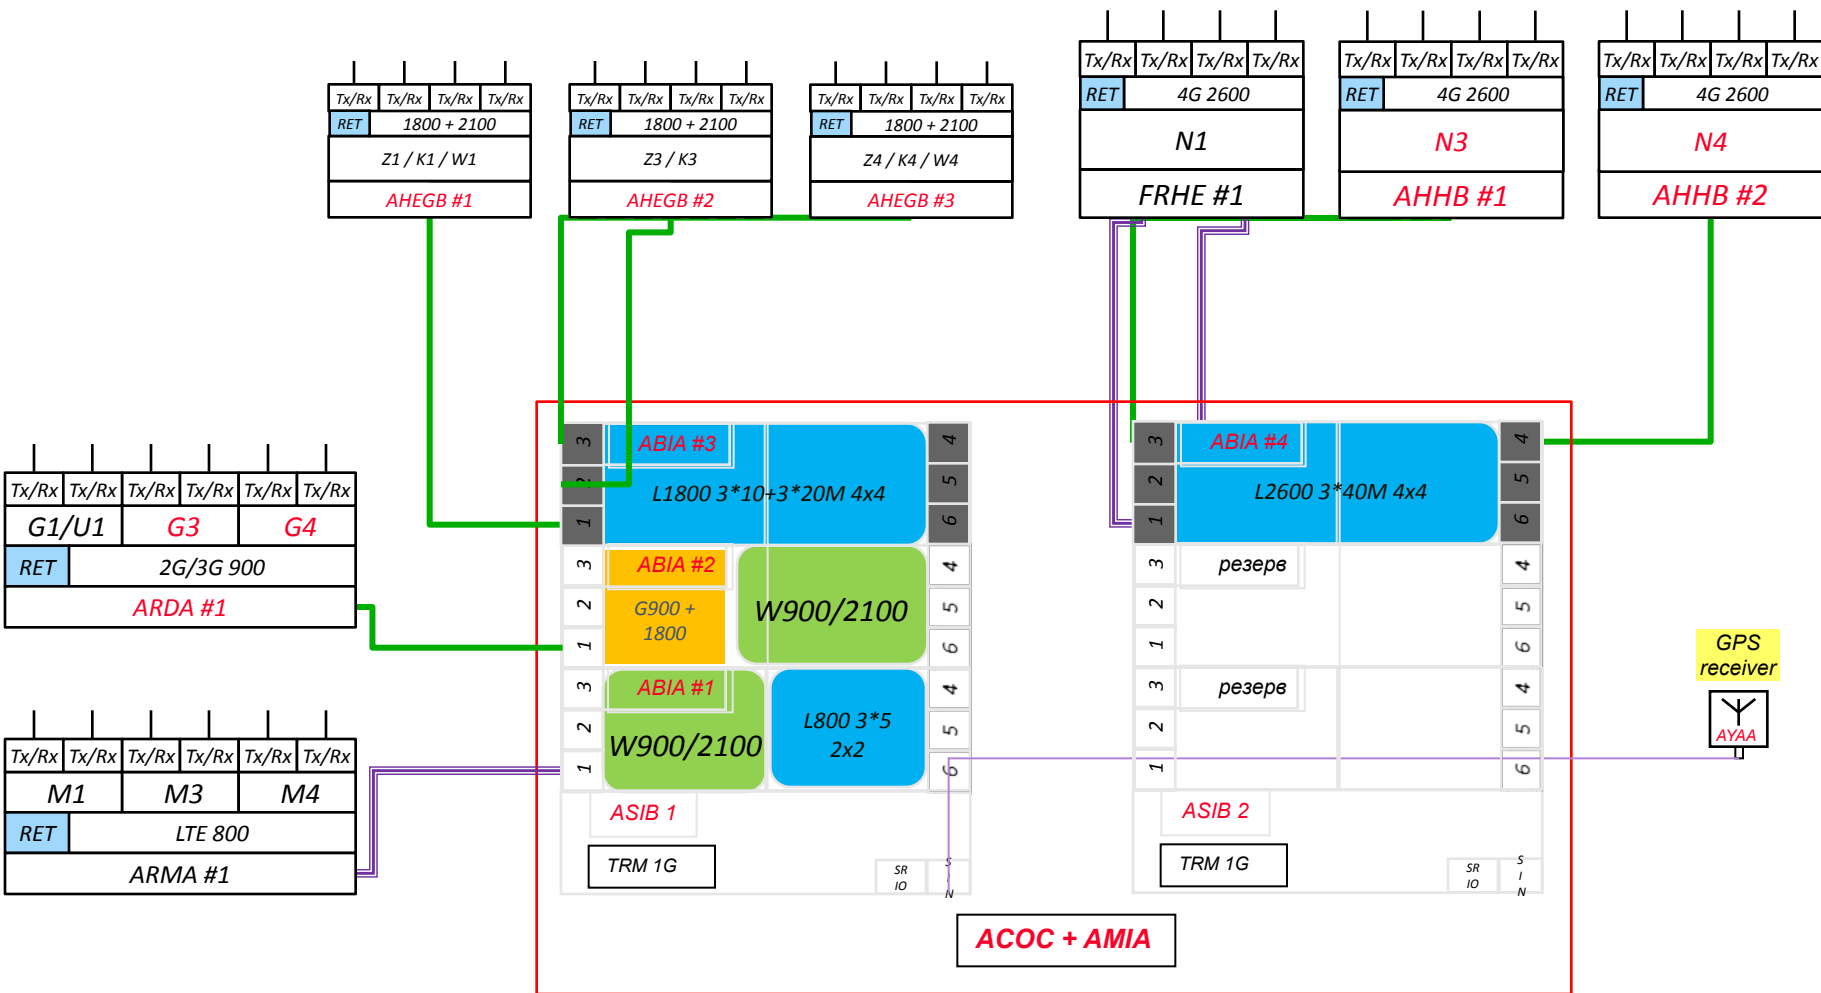 Tx/Rx Tx/Rx Tx/Rx Tx/Rx
RET 1800 + 2100
Z1 / K1 / W1
AHEGB #1
Tx/Rx Tx/Rx Tx/Rx Tx/Rx
RET 1800 + 2100
Z3 / K3
AHEGB #2
Tx/Rx Tx/Rx Tx/Rx Tx/Rx
RET 1800 + 2100
Z4 / K4 / W4
AHEGB #3
Tx/Rx Tx/Rx Tx/Rx Tx/Rx
RET 4G 2600
N1
FRHE #1
Tx/Rx Tx/Rx Tx/Rx Tx/Rx
RET 4G 2600
N3
AHHB #1
Tx/Rx Tx/Rx Tx/Rx Tx/Rx
RET 4G 2600
N4
AHHB #2
Tx/Rx Tx/Rx Tx/Rx Tx/Rx Tx/Rx Tx/Rx
G1/U1 G3 G4
RET 2G/3G 900
ARDA #1
Tx/Rx Tx/Rx Tx/Rx Tx/Rx Tx/Rx Tx/Rx
M1 M3 M4
RET LTE 800
ARMA #1
3 ABIA #3 4
2 L1800 3*10+3*20M 4x4 5
1 6
3 ABIA #2 4
2 G900 + W900/2100 5
1800
1 6
3 ABIA #1 4
2 L800 3*5 5
W900/2100 2x2
1 6
ASIB 1
TRM 1G
SR
IO
S
I
N
3 ABIA #4 4
2 L2600 3*40M 4x4 5
1 6
3 резерв 4
2 5
1 6
3 резерв 4
2 5
1 6
ASIB 2
TRM 1G
SR
IO
S
I
N
ACOC + AMIA
GPS
receiver
AYAA